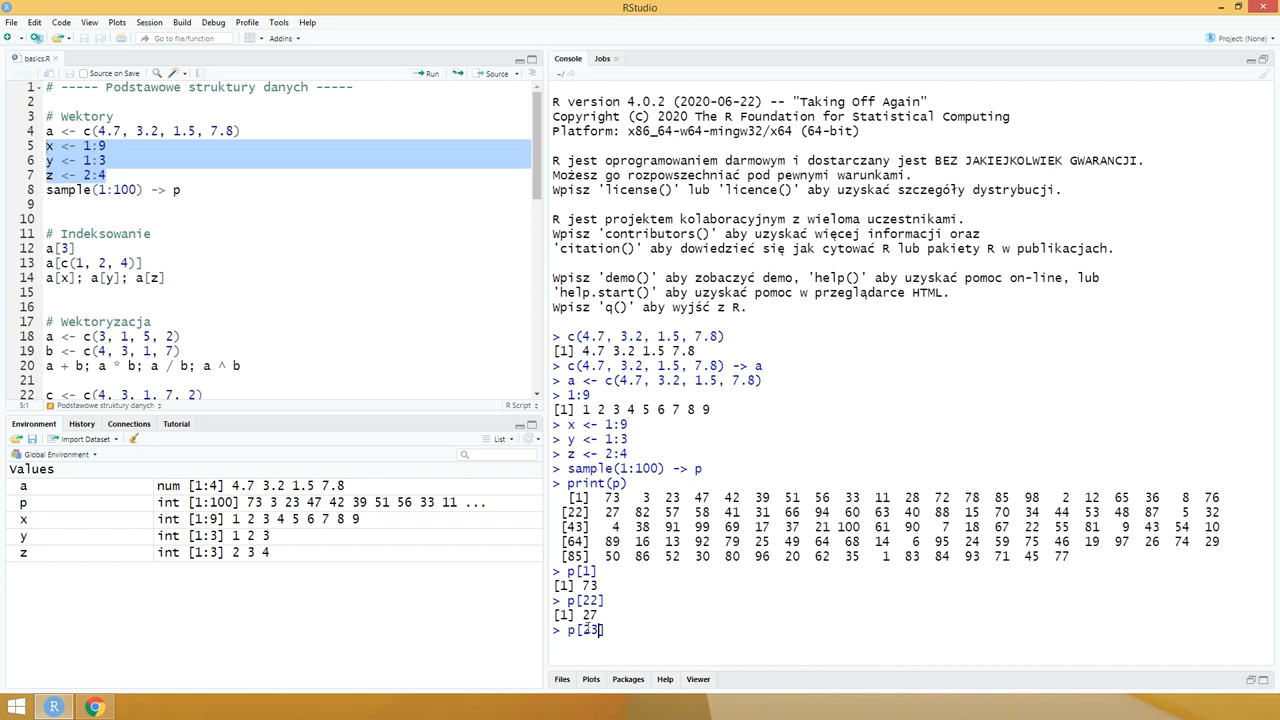 RStudio
File Edit Code View Plots Session Build Debug Profile Tools Help
Go to file/function Addins Project: (None)
basics.R
Source on Save Run Source
1 # ----- Podstawowe struktury danych -----
2
3 # Wektory
4 a <- c(4.7, 3.2, 1.5, 7.8)
5 x <- 1:9
6 y <- 1:3
7 z <- 2:4
8 sample(1:100) -> p
9
10
11 # Indeksowanie
12 a[3]
13 a[c(1, 2, 4)]
14 a[x]; a[y]; a[z]
15
16
17 # Wektoryzacja
18 a <- c(3, 1, 5, 2)
19 b <- c(4, 3, 1, 7)
20 a + b; a * b; a / b; a ^ b
21
22 c <- c(4, 3, 1, 7, 2)
5:1 Podstawowe struktury danych R Script
Environment History Connections Tutorial
Import Dataset List
Global Environment
Values
a num [1:4] 4.7 3.2 1.5 7.8
p int [1:100] 73 3 23 47 42 39 51 56 33 11 ...
x int [1:9] 1 2 3 4 5 6 7 8 9
y int [1:3] 1 2 3
z int [1:3] 2 3 4
Console Jobs
~/
R version 4.0.2 (2020-06-22) -- "Taking Off Again"
Copyright (C) 2020 The R Foundation for Statistical Computing
Platform: x86_64-w64-mingw32/x64 (64-bit)
R jest oprogramowaniem darmowym i dostarczany jest BEZ JAKIEJKOLWIEK GWARANCJI.
Możesz go rozpowszechniać pod pewnymi warunkami.
Wpisz 'license()' lub 'licence()' aby uzyskać szczegóły dystrybucji.
R jest projektem kolaboracyjnym z wieloma uczestnikami.
Wpisz 'contributors()' aby uzyskać więcej informacji oraz
'citation()' aby dowiedzieć się jak cytować R lub pakiety R w publikacjach.
Wpisz 'demo()' aby zobaczyć demo, 'help()' aby uzyskać pomoc on-line, lub
'help.start()' aby uzyskać pomoc w przeglądarce HTML.
Wpisz 'q()' aby wyjść z R.
> c(4.7, 3.2, 1.5, 7.8)
[1] 4.7 3.2 1.5 7.8
> c(4.7, 3.2, 1.5, 7.8) -> a
> a <- c(4.7, 3.2, 1.5, 7.8)
> 1:9
[1] 1 2 3 4 5 6 7 8 9
> x <- 1:9
> y <- 1:3
> z <- 2:4
> sample(1:100) -> p
> print(p)
[1] 73 3 23 47 42 39 51 56 33 11 28 72 78 85 98 2 12 65 36 8 76
[22] 27 82 57 58 41 31 66 94 60 63 40 88 15 70 34 44 53 48 87 5 32
[43] 4 38 91 99 69 17 37 21 100 61 90 7 18 67 22 55 81 9 43 54 10
[64] 89 16 13 92 79 25 49 64 68 14 6 95 24 59 75 46 19 97 26 74 29
[85] 50 86 52 30 80 96 20 62 35 1 83 84 93 71 45 77
> p[1]
[1] 73
> p[22]
[1] 27
> p[23]
Files Plots Packages Help Viewer